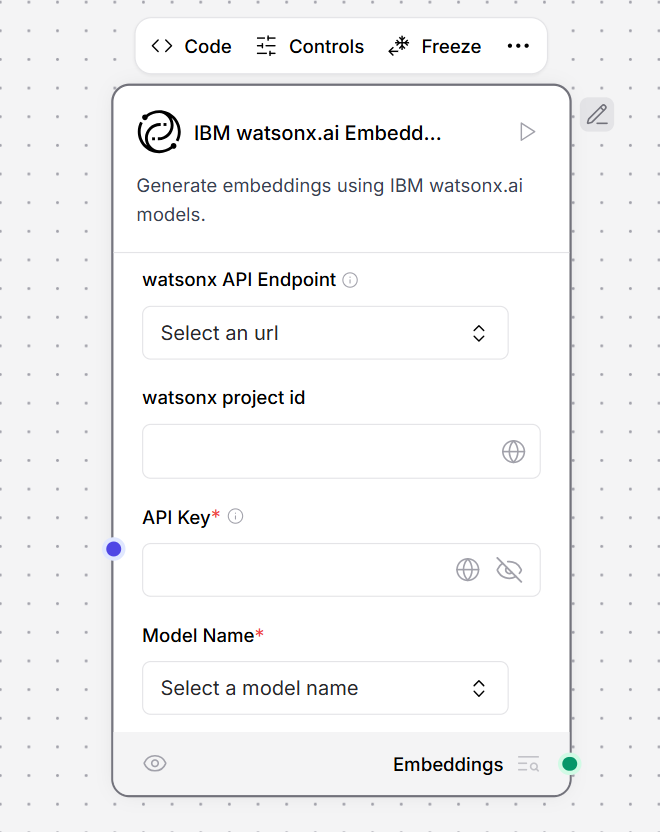 Code Controls Freeze
IBM watsonx.ai Embedd...
Generate embeddings using IBM watsonx.ai
models.
watsonx API Endpoint
Select an url
watsonx project id
API Key*
Model Name*
Select a model name
Embeddings